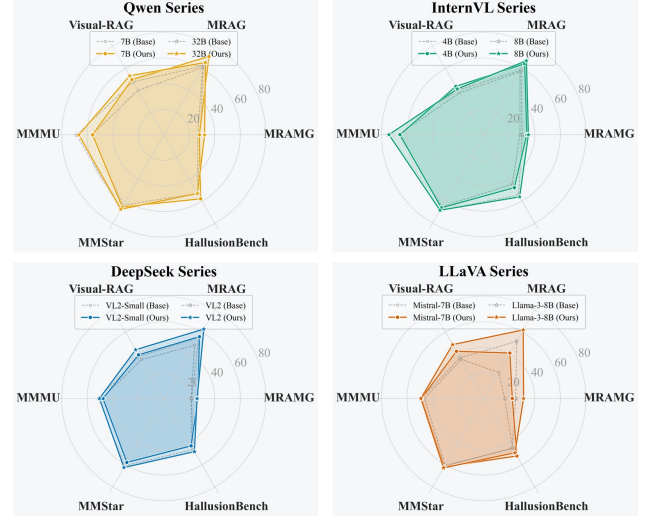 Qwen Series
Visual-RAG MRAG
7B (Base) 32B (Base)
7B (Ours) 32B (Ours)
20 40 60 80
MMMU MRAMG
MMStar HallusionBench
InternVL Series
Visual-RAG MRAG
4B (Base) 8B (Base)
4B (Ours) 8B (Ours)
20 40 60 80
MMMU MRAMG
MMStar HallusionBench
DeepSeek Series
Visual-RAG MRAG
VL2-Small (Base) VL2 (Base)
VL2-Small (Ours) VL2 (Ours)
20 40 60 80
MMMU MRAMG
MMStar HallusionBench
LLaVA Series
Visual-RAG MRAG
Mistral-7B (Base) Llama-3-8B (Base)
Mistral-7B (Ours) Llama-3-8B (Ours)
20 40 60 80
MMMU MRAMG
MMStar HallusionBench